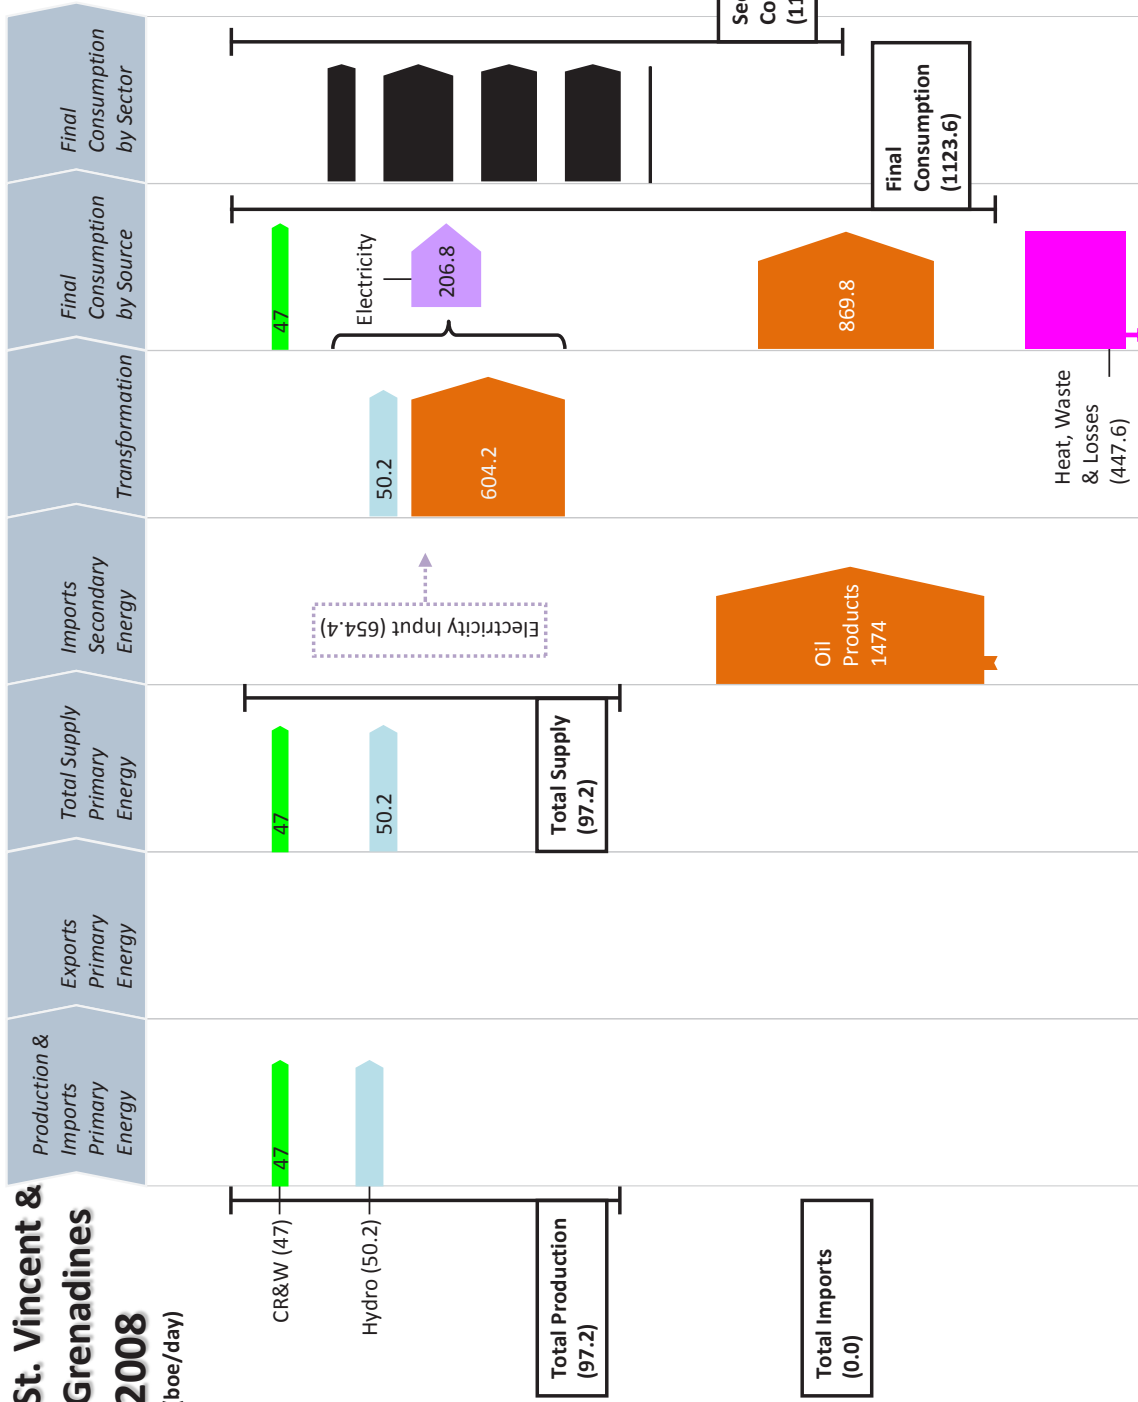 St. Vincent &
Grenadines
2008
(boe/day)
Production &
Imports
Primary
Energy
Exports
Primary
Energy
Total Supply
Primary
Energy
Imports
Secondary
Energy
Transformation
Final
Consumption
by Source
Final
Consumption
by Sector
CR&W (47)
47
47
47
Hydro (50.2)
50.2
50.2
Electricity Input (654.4)
604.2
Electricity
206.8
Total Production
(97.2)
Total Supply
(97.2)
Total Imports
(0.0)
Oil
Products
1474
869.8
Final
Consumption
(1123.6)
Heat, Waste
& Losses
(447.6)